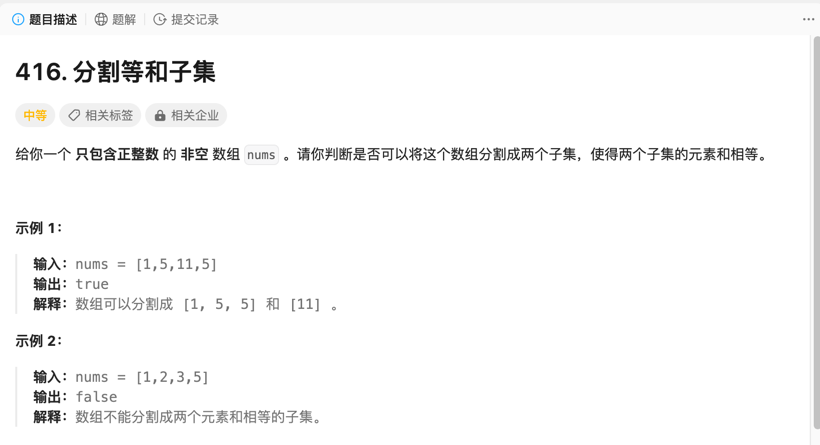 题目描述 题解 提交记录
416. 分割等和子集
中等 相关标签 相关企业
给你一个 只包含正整数 的 非空 数组 nums 。请你判断是否可以将这个数组分割成两个子集，使得两个子集的元素和相等。
示例 1：
输入：nums = [1,5,11,5]
输出：true
解释：数组可以分割成 [1, 5, 5] 和 [11] 。
示例 2：
输入：nums = [1,2,3,5]
输出：false
解释：数组不能分割成两个元素和相等的子集。